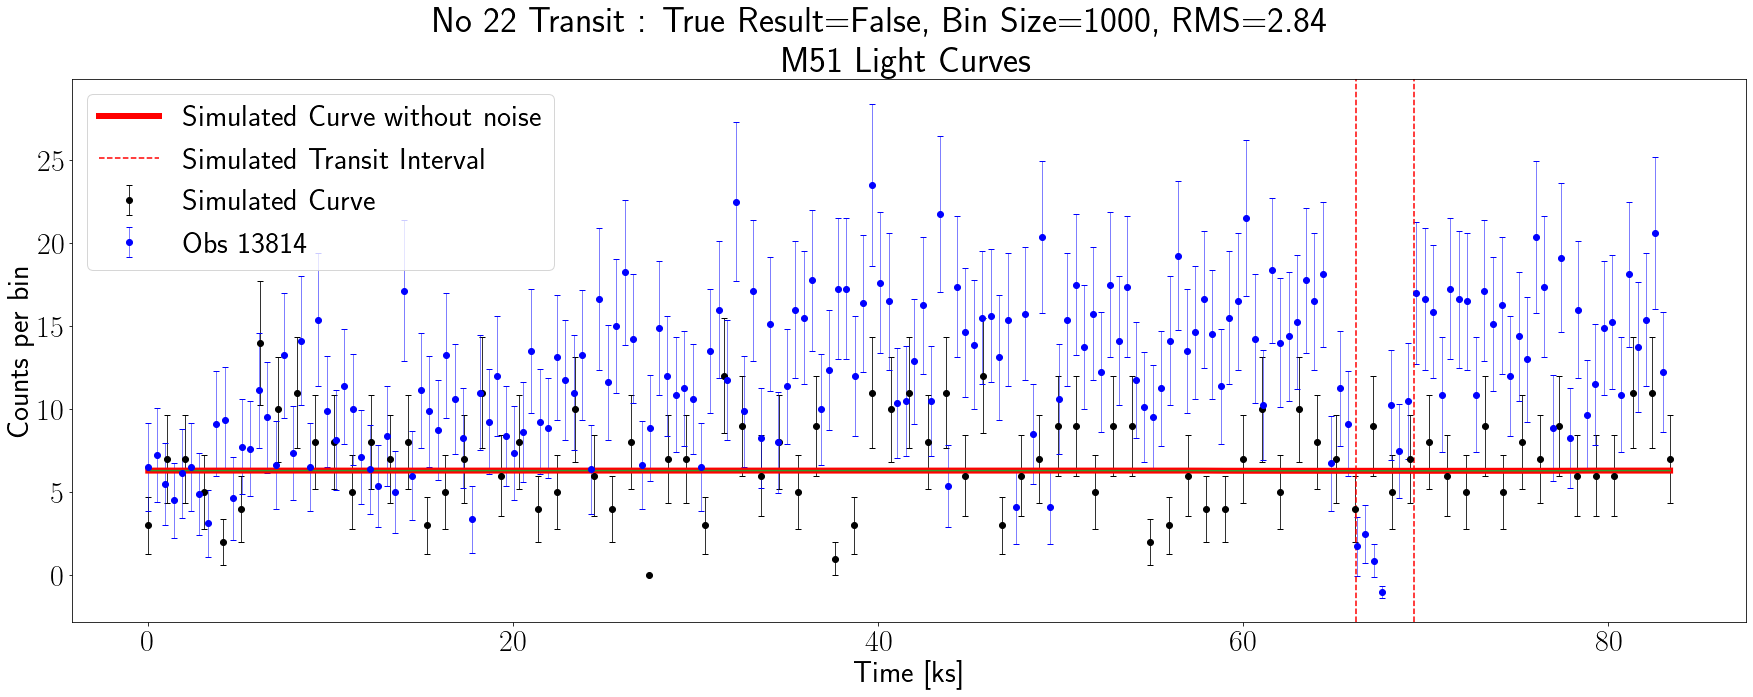 No 22 Transit : True Result=False, Bin Size=1000, RMS=2.84
M51 Light Curves
Simulated Curve without noise
Simulated Transit Interval
Simulated Curve
Obs 13814
Counts per bin
25
20
15
10
5
0
0 20 40 60 80
Time [ks]